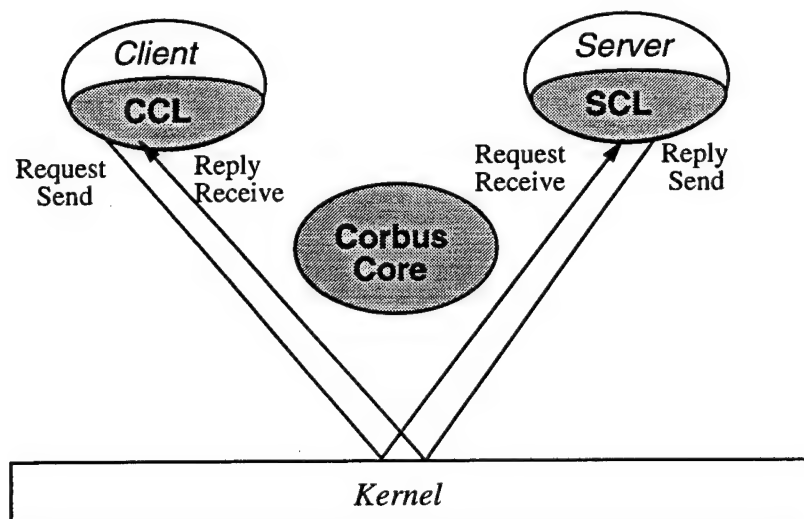 Client
CCL
Server
SCL
Request
Send
Reply
Receive
Request
Receive
Reply
Send
Corbus
Core
Kernel